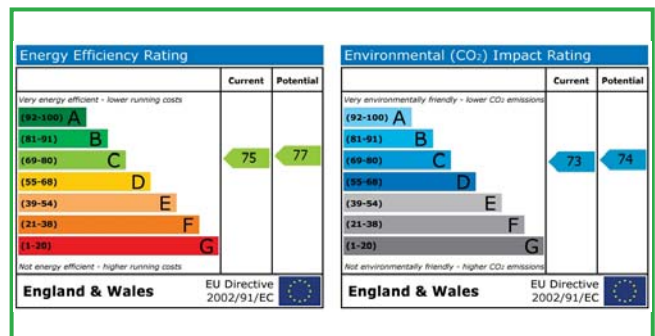 Energy Efficiency Rating
Current Potential
Very energy efficient - lower running costs
(92-100) A
(81-91) B
(69-80) C 75 77
(55-68) D
(39-54) E
(21-38) F
(1-20) G
Not energy efficient - higher running costs
England & Wales
EU Directive
2002/91/EC
Environmental (CO₂) Impact Rating
Current Potential
Very environmentally friendly - lower CO₂ emissions
(92-100) A
(81-91) B
(69-80) C 73 74
(55-68) D
(39-54) E
(21-38) F
(1-20) G
Not environmentally friendly - higher CO₂ emissions
England & Wales
EU Directive
2002/91/EC